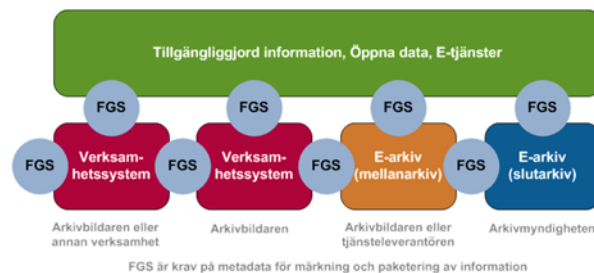 Tillgängliggjord information, Öppna data, E-tjänster
FGS FGS FGS FGS
FGS Verksam-
hetssystem
FGS Verksam-
hetssystem
FGS E-arkiv
(mellanarkiv)
FGS E-arkiv
(slutarkiv)
Arkivbildaren eller
annan verksamhet
Arkivbildaren
Arkivbildaren eller
tjänsteleverantören
Arkivmyndigheten
FGS är krav på metadata för märkning och paketering av information